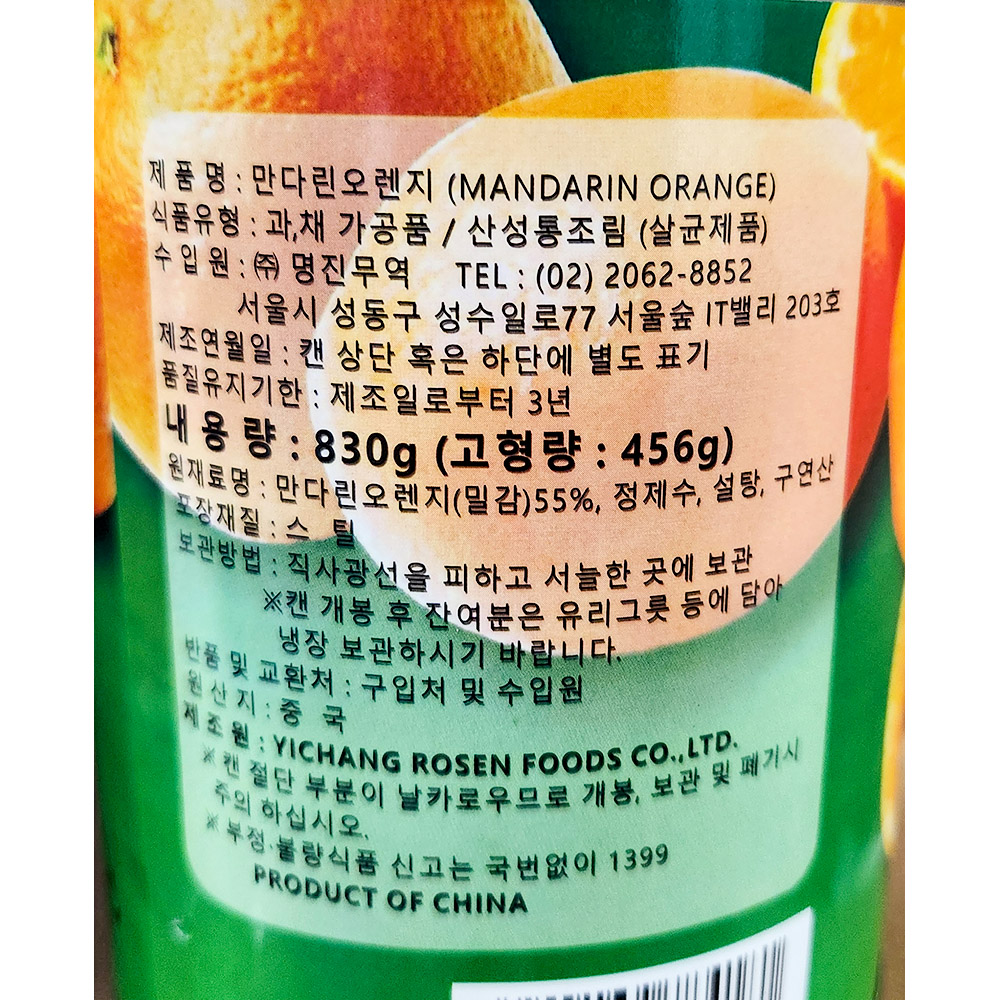 제 품 명 : 만다린오렌지 (MANDARIN ORANGE)
식품유형 : 과,채 가공품 / 산성통조림 (살균제품)
수 입 원 : ㈜ 명진무역 TEL : (02) 2062-8852
서울시 성동구 성수일로77 서울숲 IT밸리 203호
제조연월일 : 캔 상단 혹은 하단에 별도 표기
품질유지기한 : 제조일로부터 3년
내 용 량 : 830g (고형량 : 456g)
원재료명 : 만다린오렌지(밀감)55%, 정제수, 설탕, 구연산
포장재질 : 스 틸
보관방법 : 직사광선을 피하고 서늘한 곳에 보관
※캔 개봉 후 잔여분은 유리그릇 등에 담아
냉장 보관하시기 바랍니다.
반품 및 교환처 : 구입처 및 수입원
원 산 지 : 중 국
제 조 원 : YICHANG ROSEN FOODS CO.,LTD.
※ 캔 절단 부분이 날카로우므로 개봉, 보관 및 폐기시
주의 하십시오.
※ 부정·불량식품 신고는 국번없이 1399
PRODUCT OF CHINA